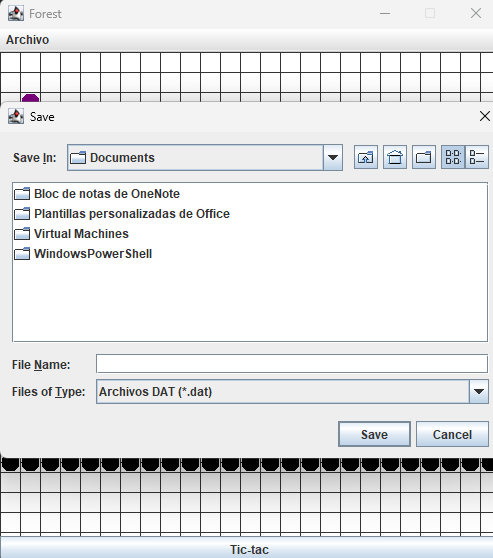 Forest
Archivo
Save
Save In: Documents
Bloc de notas de OneNote
Plantillas personalizadas de Office
Virtual Machines
WindowsPowerShell
File Name:
Files of Type: Archivos DAT (*.dat)
Save Cancel
Tic-tac